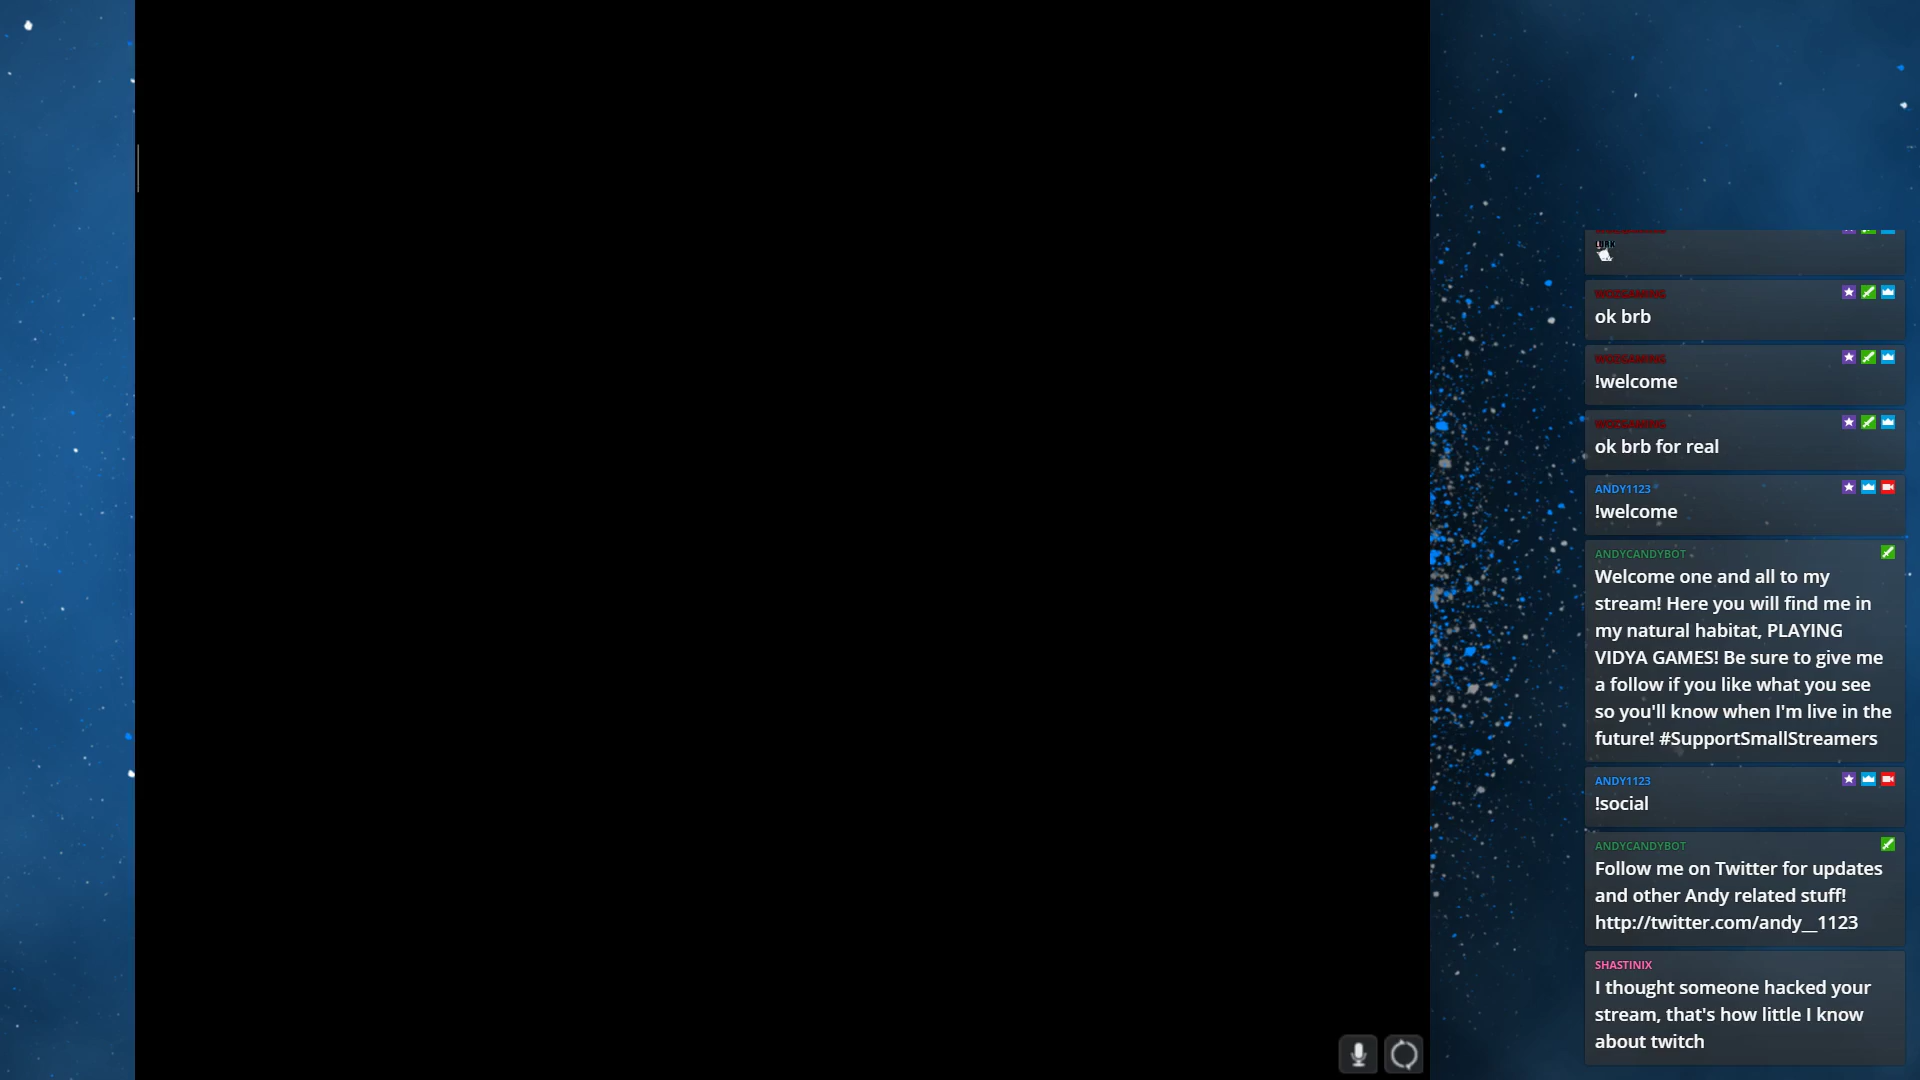 ok brb
!welcome
ok brb for real
ANDY1123
!welcome
ANDYCANDYBOT
Welcome one and all to my
stream! Here you will find me in
my natural habitat, PLAYING
VIDYA GAMES! Be sure to give me
a follow if you like what you see
so you'll know when I'm live in the
future! #SupportSmallStreamers
ANDY1123
!social
ANDYCANDYBOT
Follow me on Twitter for updates
and other Andy related stuff!
http://twitter.com/andy__1123
SHASTINIX
I thought someone hacked your
stream, that's how little I know
about twitch